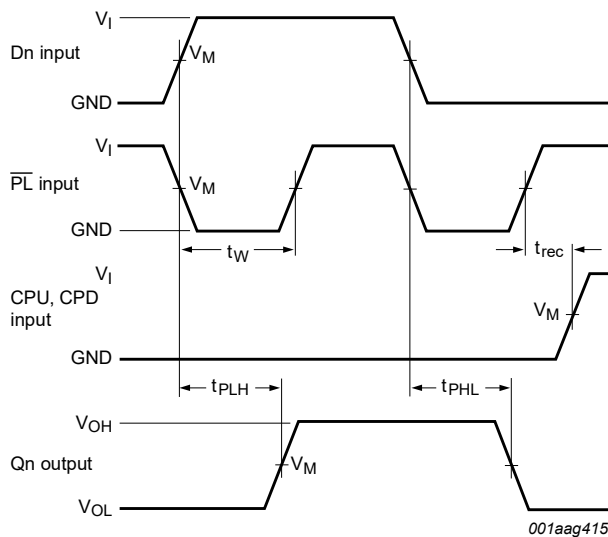 VI
Dn input
VM
GND
VI
PL input
VM
GND
tW
trec
VI
CPU, CPD
input
VM
GND
tPLH
tPHL
VOH
Qn output
VM
VOL
001aag415